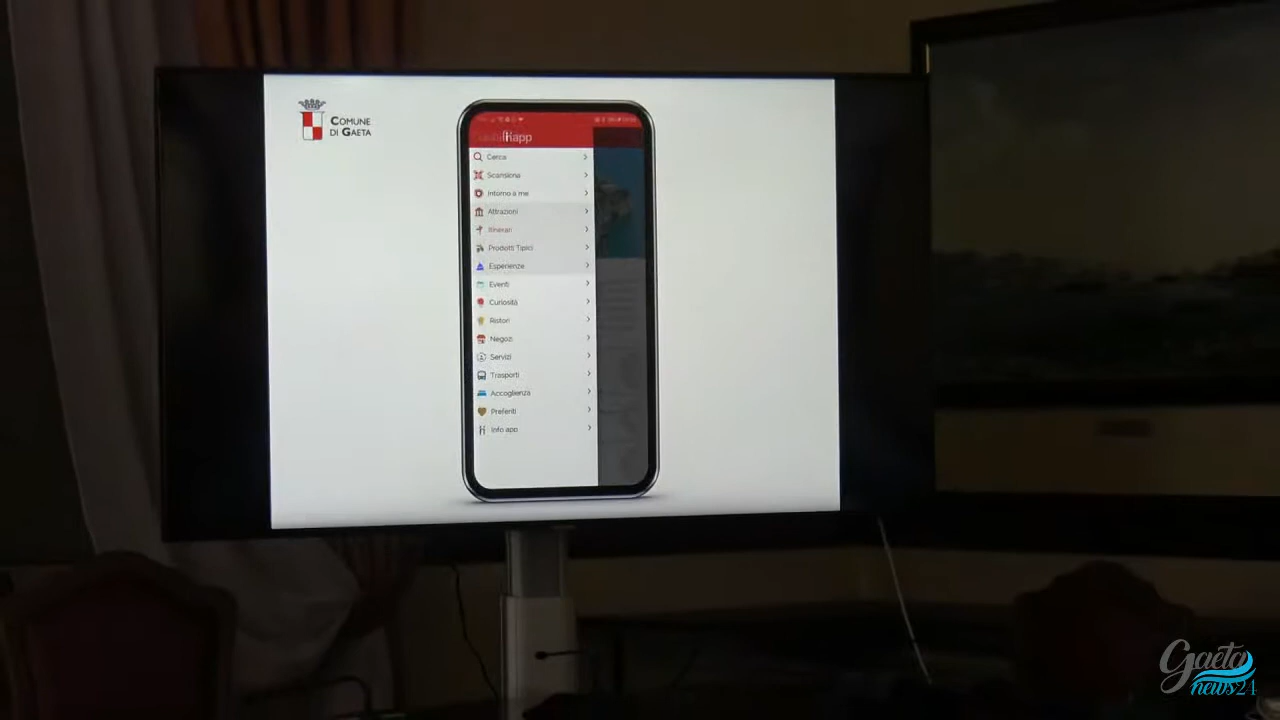 COMUNE
DI GAETA
app
Cerca
Scansiona
Intorno a me
Attrazioni
Itinerari
Prodotti Tipici
Esperienze
Eventi
Curiosità
Ristori
Negozi
Servizi
Trasporti
Accoglienza
Preferiti
Info app
Gaeta
news24